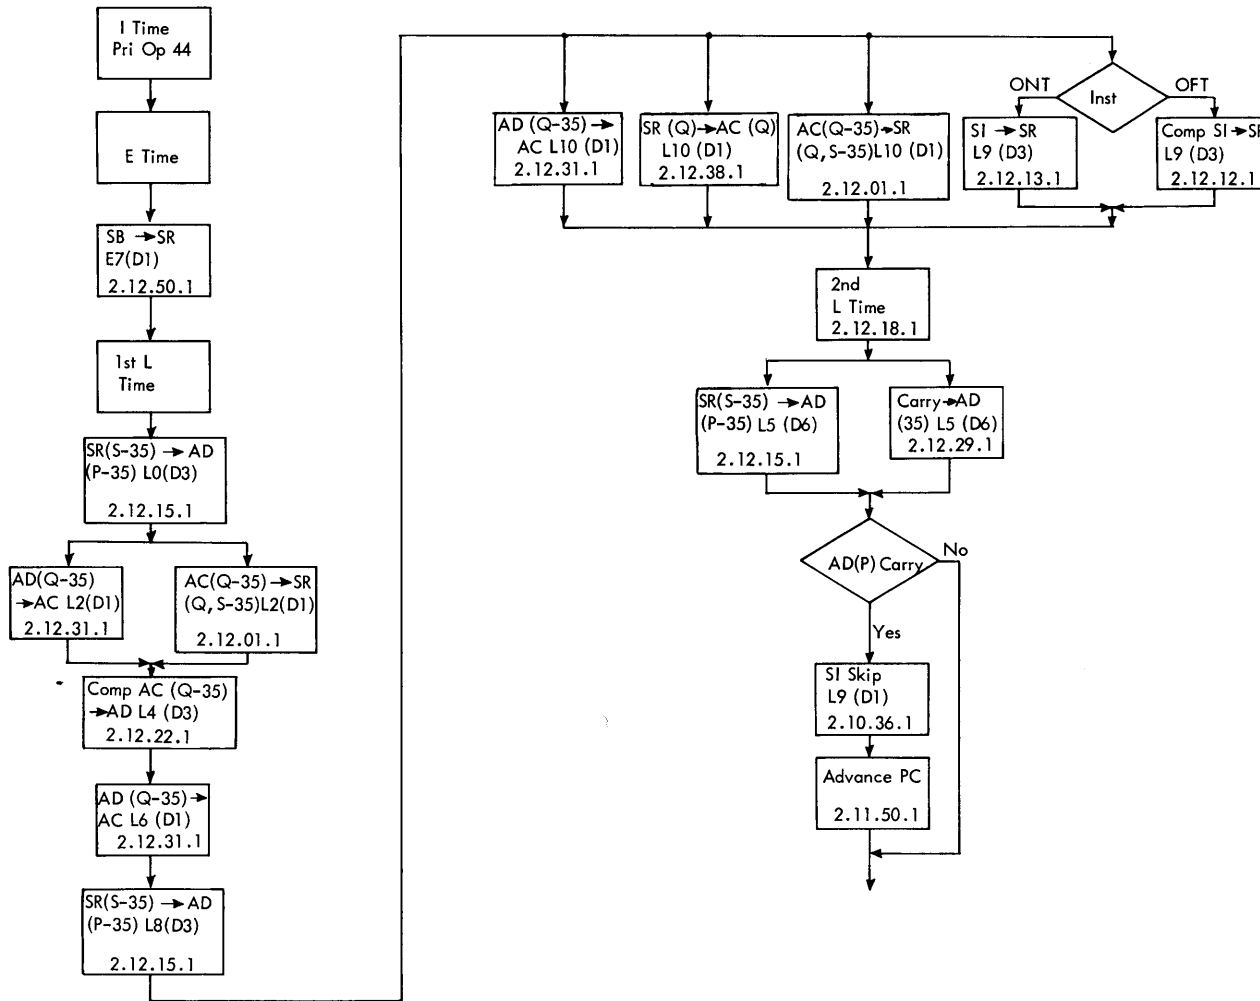 I Time
Pri Op 44
E Time
SB →SR
E7(D1)
2.12.50.1
1st L
Time
SR(S-35) →AD
(P-35) L0(D3)
2.12.15.1
AD(Q-35)
→AC L2(D1)
2.12.31.1
AC(Q-35)→SR
(Q,S-35)L2(D1)
2.12.01.1
Comp AC (Q-35)
→AD L4 (D3)
2.12.22.1
AD (Q-35)→
AC L6 (D1)
2.12.31.1
SR(S-35) →AD
(P-35) L8(D3)
2.12.15.1
AD (Q-35) →
AC L10 (D1)
2.12.31.1
SR (Q)→AC (Q)
L10 (D1)
2.12.38.1
AC(Q-35)→SR
(Q,S-35)L10 (D1)
2.12.01.1
Inst
ONT
OFT
SI →SR
L9 (D3)
2.12.13.1
Comp SI →SR
L9 (D3)
2.12.12.1
2nd
L Time
2.12.18.1
SR(S-35) →AD
(P-35) L5 (D6)
2.12.15.1
Carry→AD
(35) L5 (D6)
2.12.29.1
AD(P) Carry
No
Yes
SI Skip
L9 (D1)
2.10.36.1
Advance PC
2.11.50.1